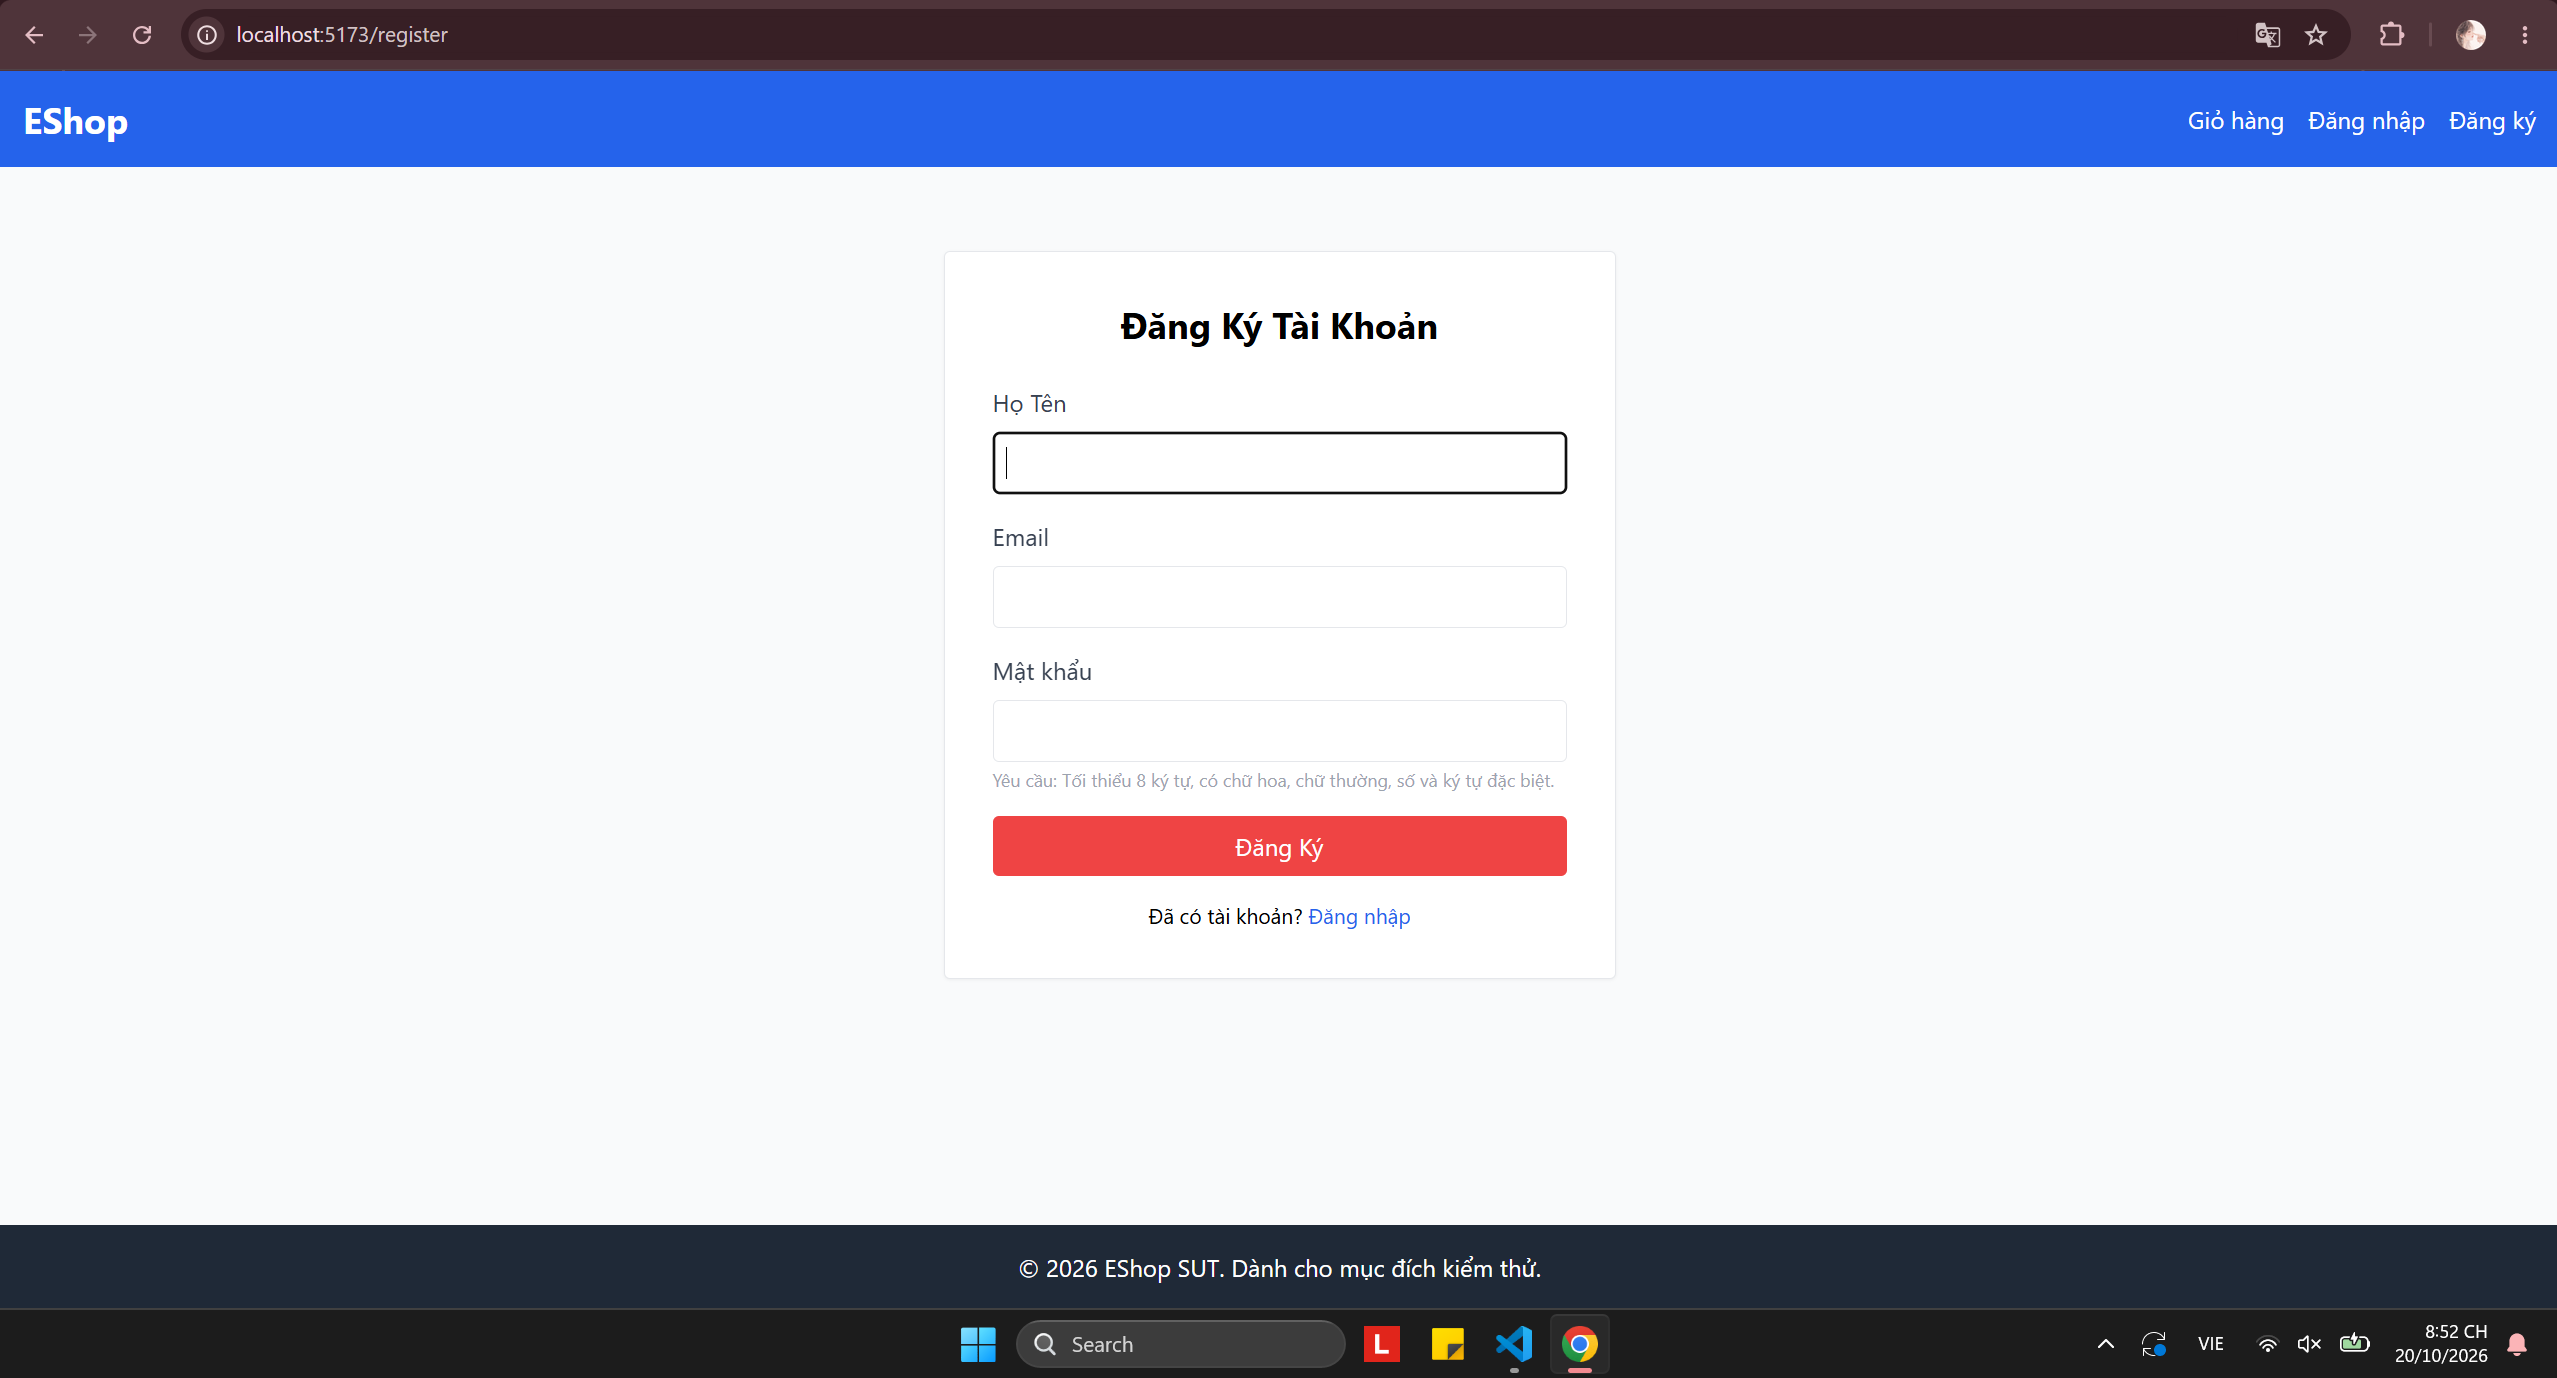 localhost:5173/register
EShop
Giỏ hàng Đăng nhập Đăng ký
Đăng Ký Tài Khoản
Họ Tên
Email
Mật khẩu
Yêu cầu: Tối thiểu 8 ký tự, có chữ hoa, chữ thường, số và ký tự đặc biệt.
Đăng Ký
Đã có tài khoản? Đăng nhập
© 2026 EShop SUT. Dành cho mục đích kiểm thử.
Search
L
VIE
8:52 CH
20/10/2026